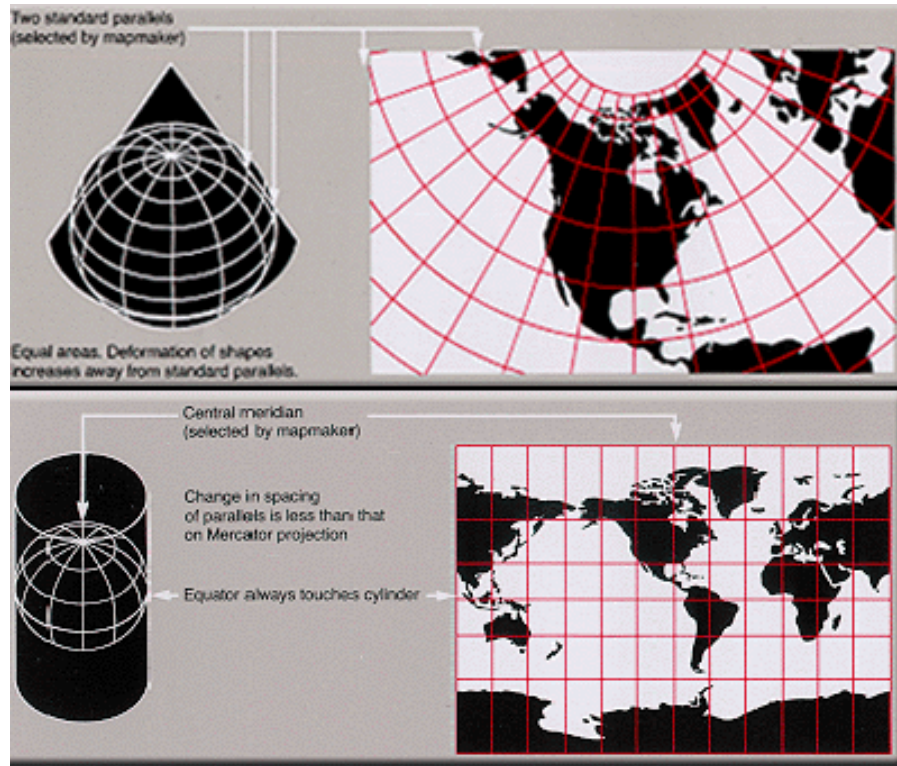 Two standard parallels
(selected by mapmaker)
Equal areas. Deformation of shapes
increases away from standard parallels.
Central meridian
(selected by mapmaker)
Change in spacing
of parallels is less than that
on Mercator projection
Equator always touches cylinder